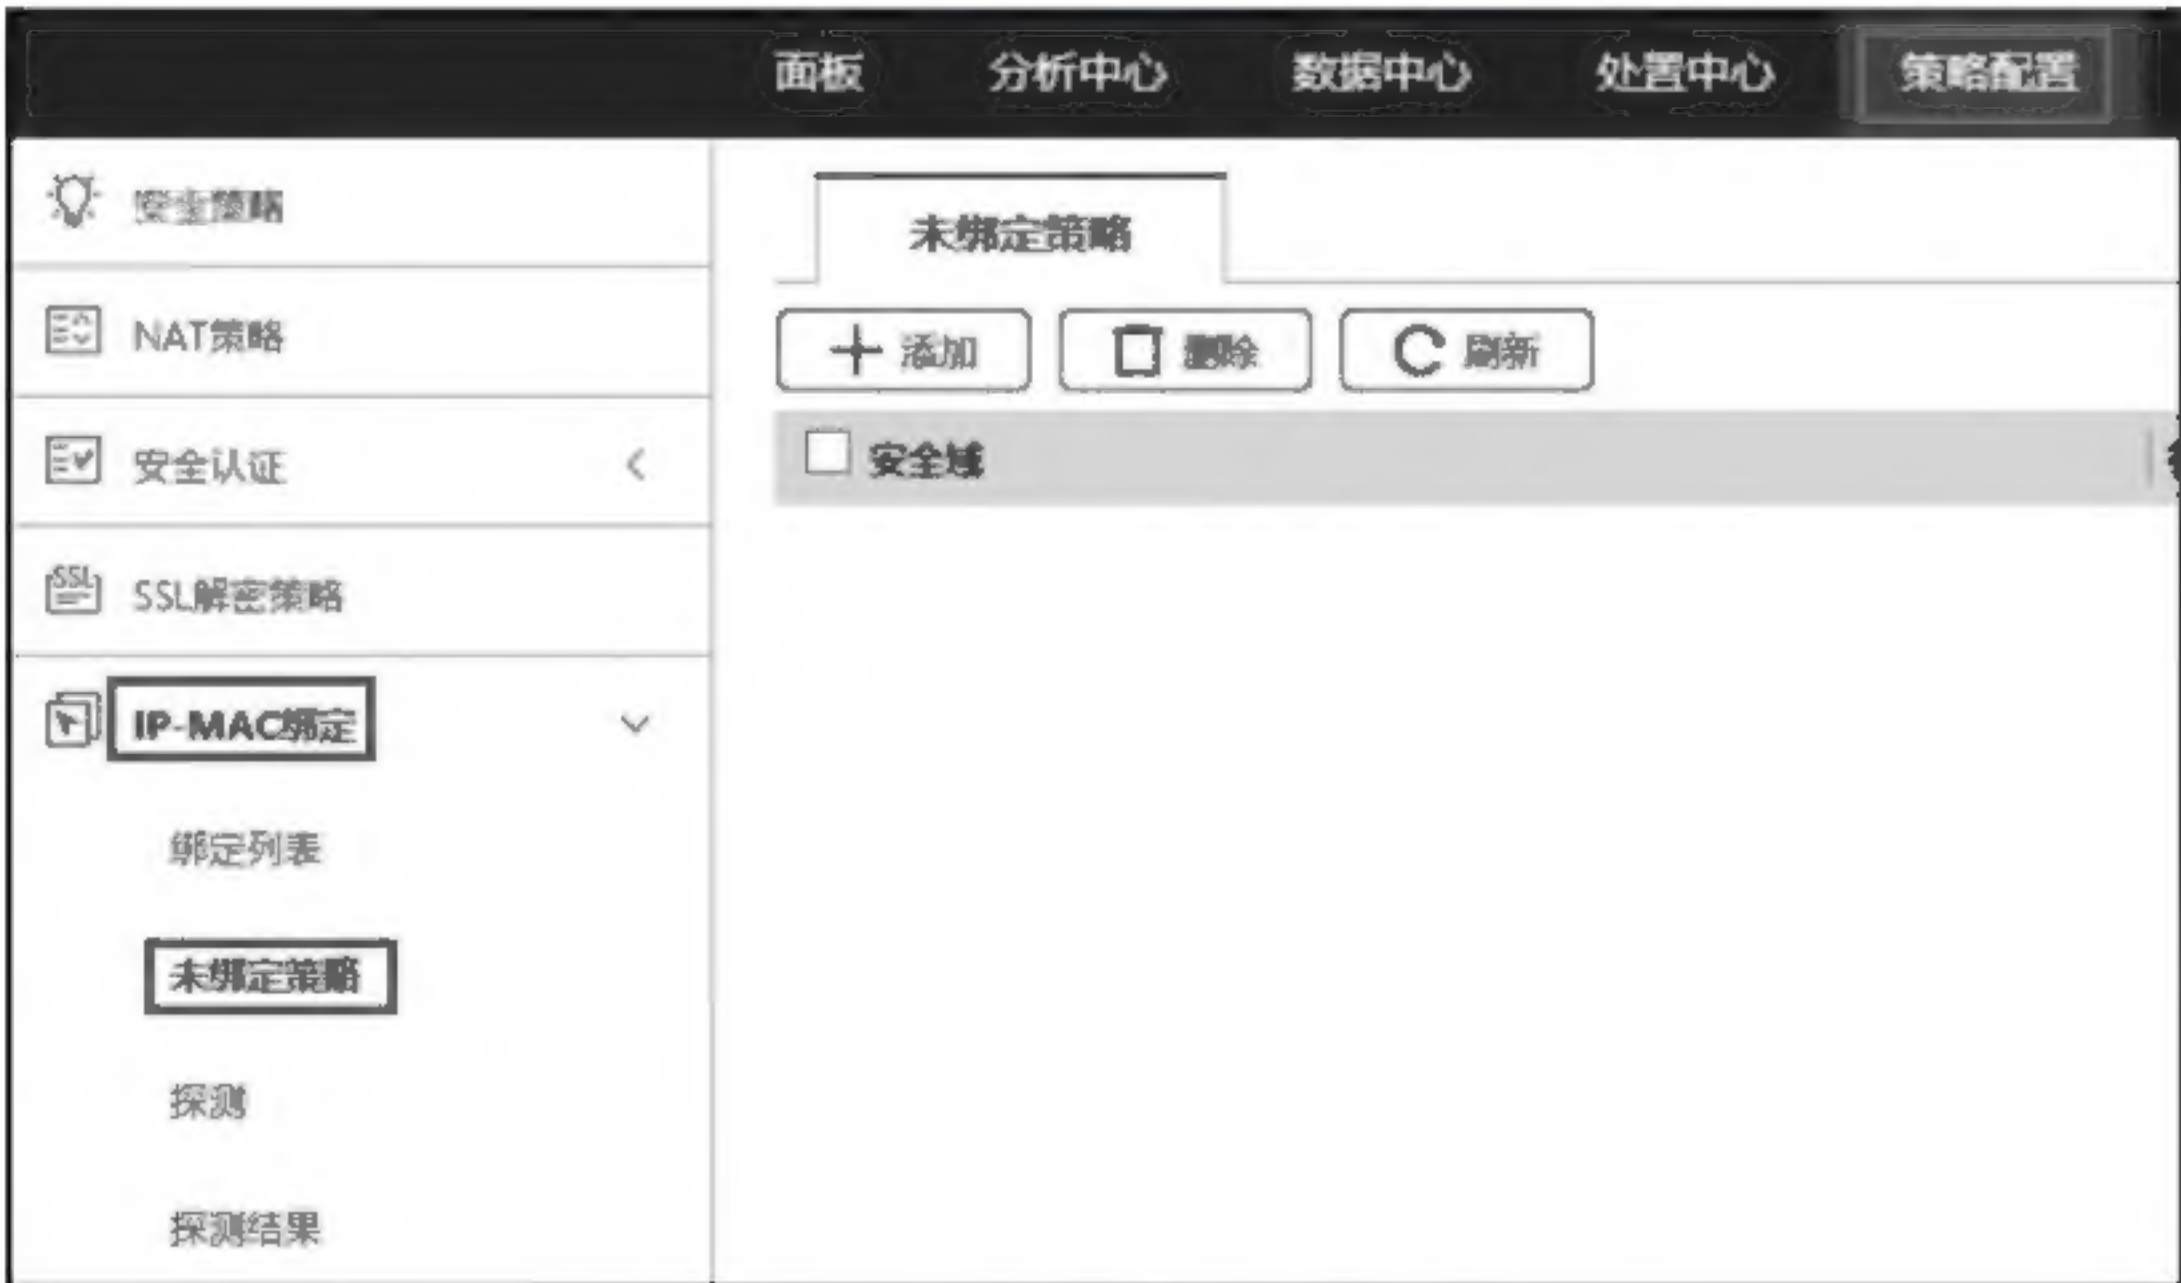 面板 分析中心 数据中心 处置中心 策略配置
安全策略
NAT策略
安全认证
SSL解密策略
IP-MAC绑定
绑定列表
未绑定策略
探测
探测结果
未绑定策略
添加 删除 刷新
安全域